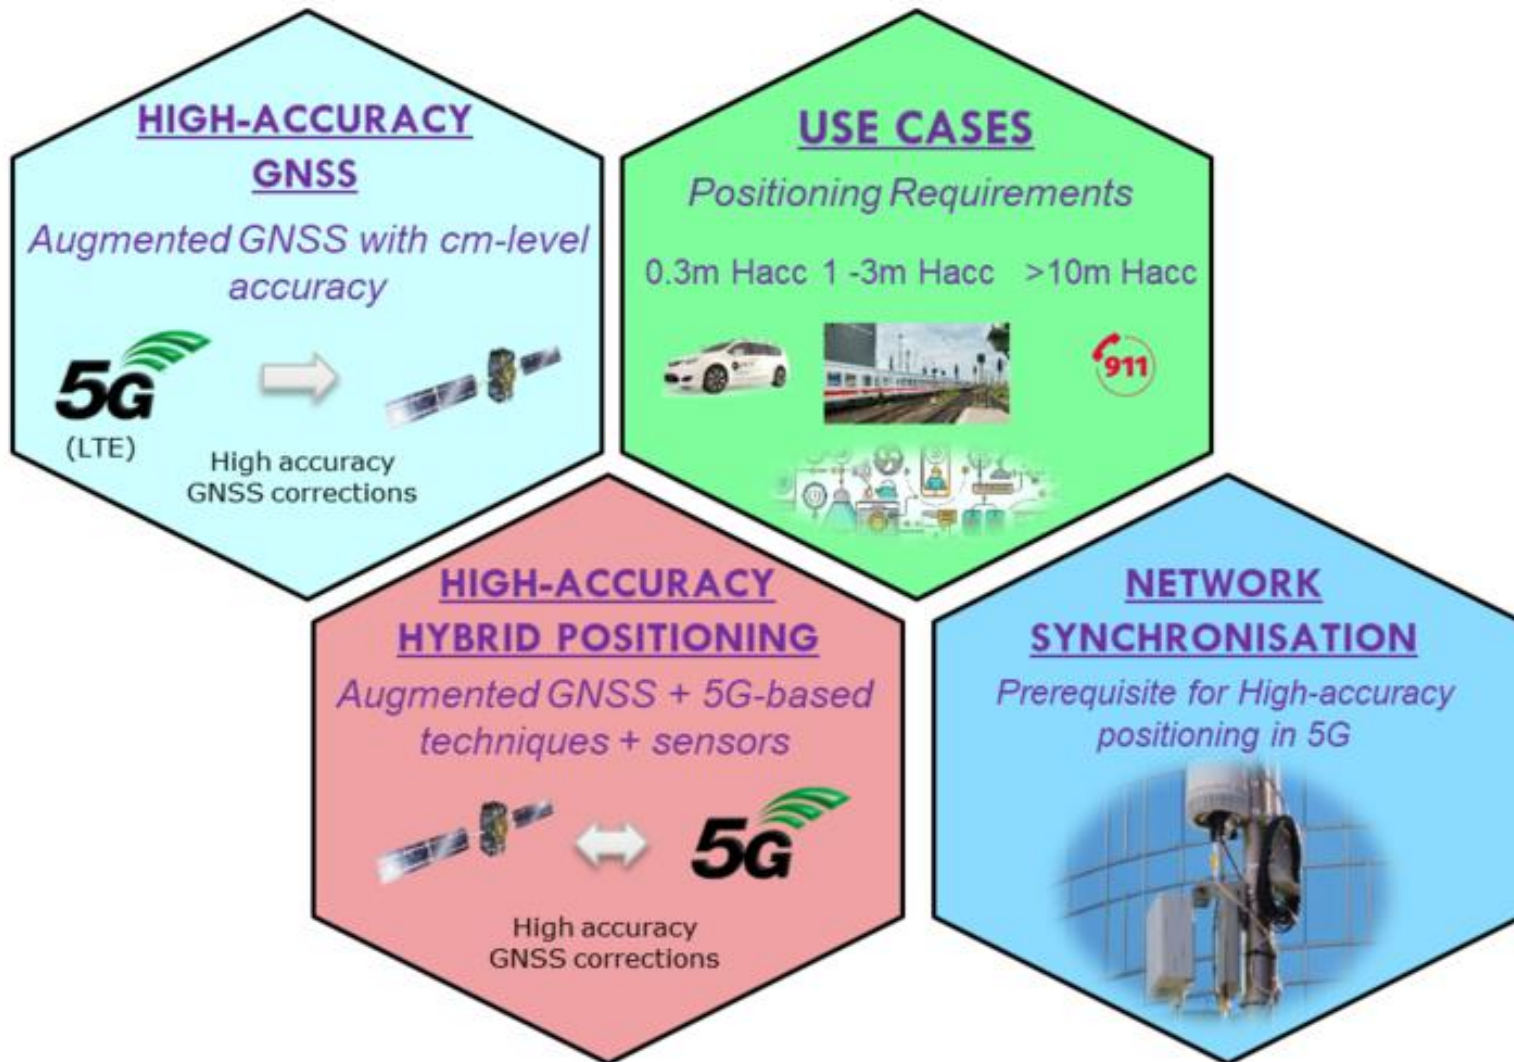 HIGH-ACCURACY
GNSS
Augmented GNSS with cm-level
accuracy
5G
(LTE)
High accuracy
GNSS corrections
USE CASES
Positioning Requirements
0.3m Hacc 1 -3m Hacc >10m Hacc
911
HIGH-ACCURACY
HYBRID POSITIONING
Augmented GNSS + 5G-based
techniques + sensors
5G
High accuracy
GNSS corrections
NETWORK
SYNCHRONISATION
Prerequisite for High-accuracy
positioning in 5G